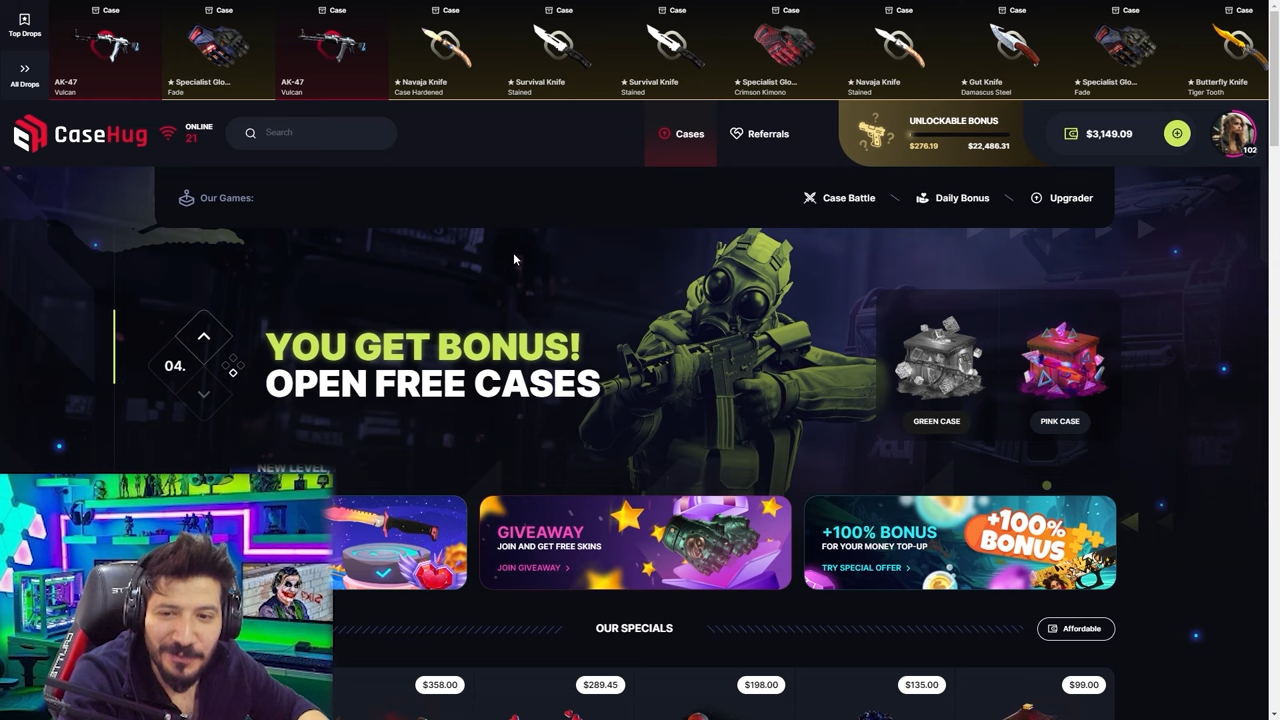 Top Drops
All Drops
Case
AK-47
Vulcan
Case
★ Specialist Glo...
Fade
Case
AK-47
Vulcan
Case
★ Navaja Knife
Case Hardened
Case
★ Survival Knife
Stained
Case
★ Survival Knife
Stained
Case
★ Specialist Glo...
Crimson Kimono
Case
★ Navaja Knife
Stained
Case
★ Gut Knife
Damascus Steel
Case
★ Specialist Glo...
Fade
Case
★ Butterfly Knife
Tiger Tooth
CaseHug
ONLINE
21
Search
Cases
Referrals
UNLOCKABLE BONUS
$276.19
$22,486.31
$3,149.09
102
Our Games:
Case Battle
Daily Bonus
Upgrader
04.
YOU GET BONUS!
OPEN FREE CASES
GREEN CASE
PINK CASE
NEW LEVEL,
GIVEAWAY
JOIN AND GET FREE SKINS
JOIN GIVEAWAY >
+100% BONUS
FOR YOUR MONEY TOP-UP
TRY SPECIAL OFFER >
+100%
BONUS
OUR SPECIALS
Affordable
$358.00
$289.45
$198.00
$135.00
$99.00